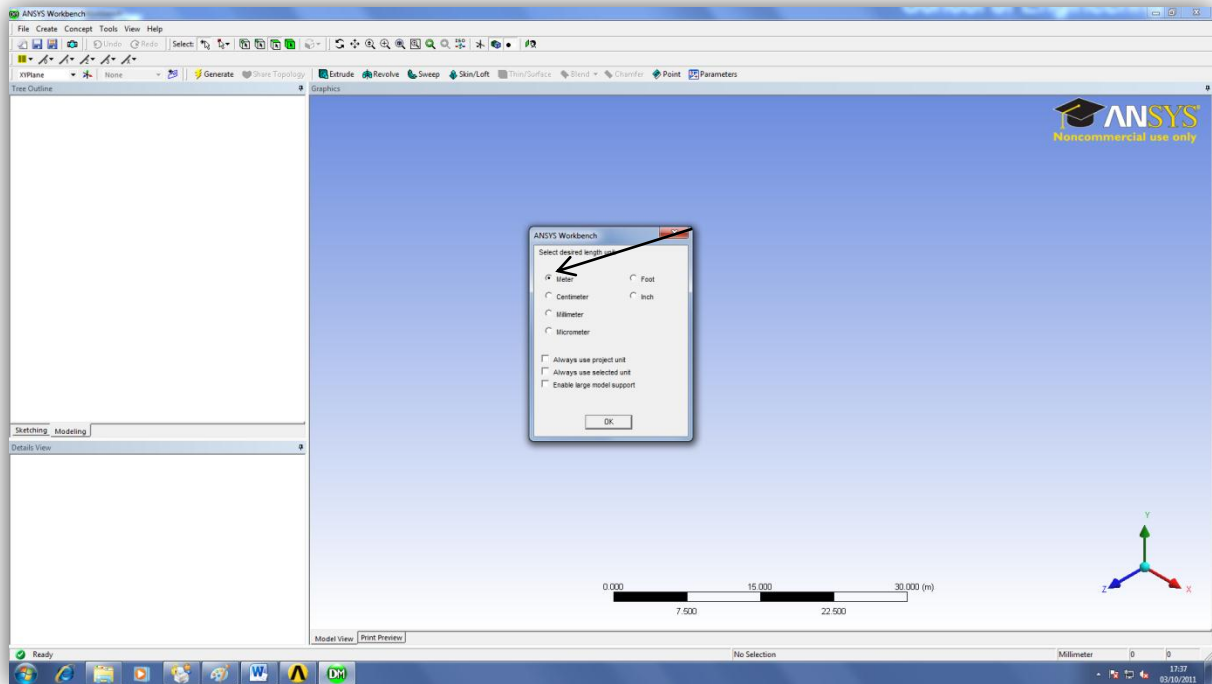 ANSYS Workbench
File Create Concept Tools View Help
Undo Redo Select:
XYPlane None Generate Share Topology Extrude Revolve Sweep Skin/Loft Thin/Surface Blend Chamfer Point Parameters
Tree Outline
Graphics
ANSYS
Noncommercial use only
ANSYS Workbench
Select desired length
Meter
Foot
Centimeter
Inch
Millimeter
Micrometer
Always use project unit
Always use selected unit
Enable large model support
OK
Sketching Modeling
Details View
Y
Z
X
0.000 15.000 30.000 (m)
7.500 22.500
Model View Print Preview
Ready
No Selection
Millimeter 0 0
W DM
17:37
03/10/2011